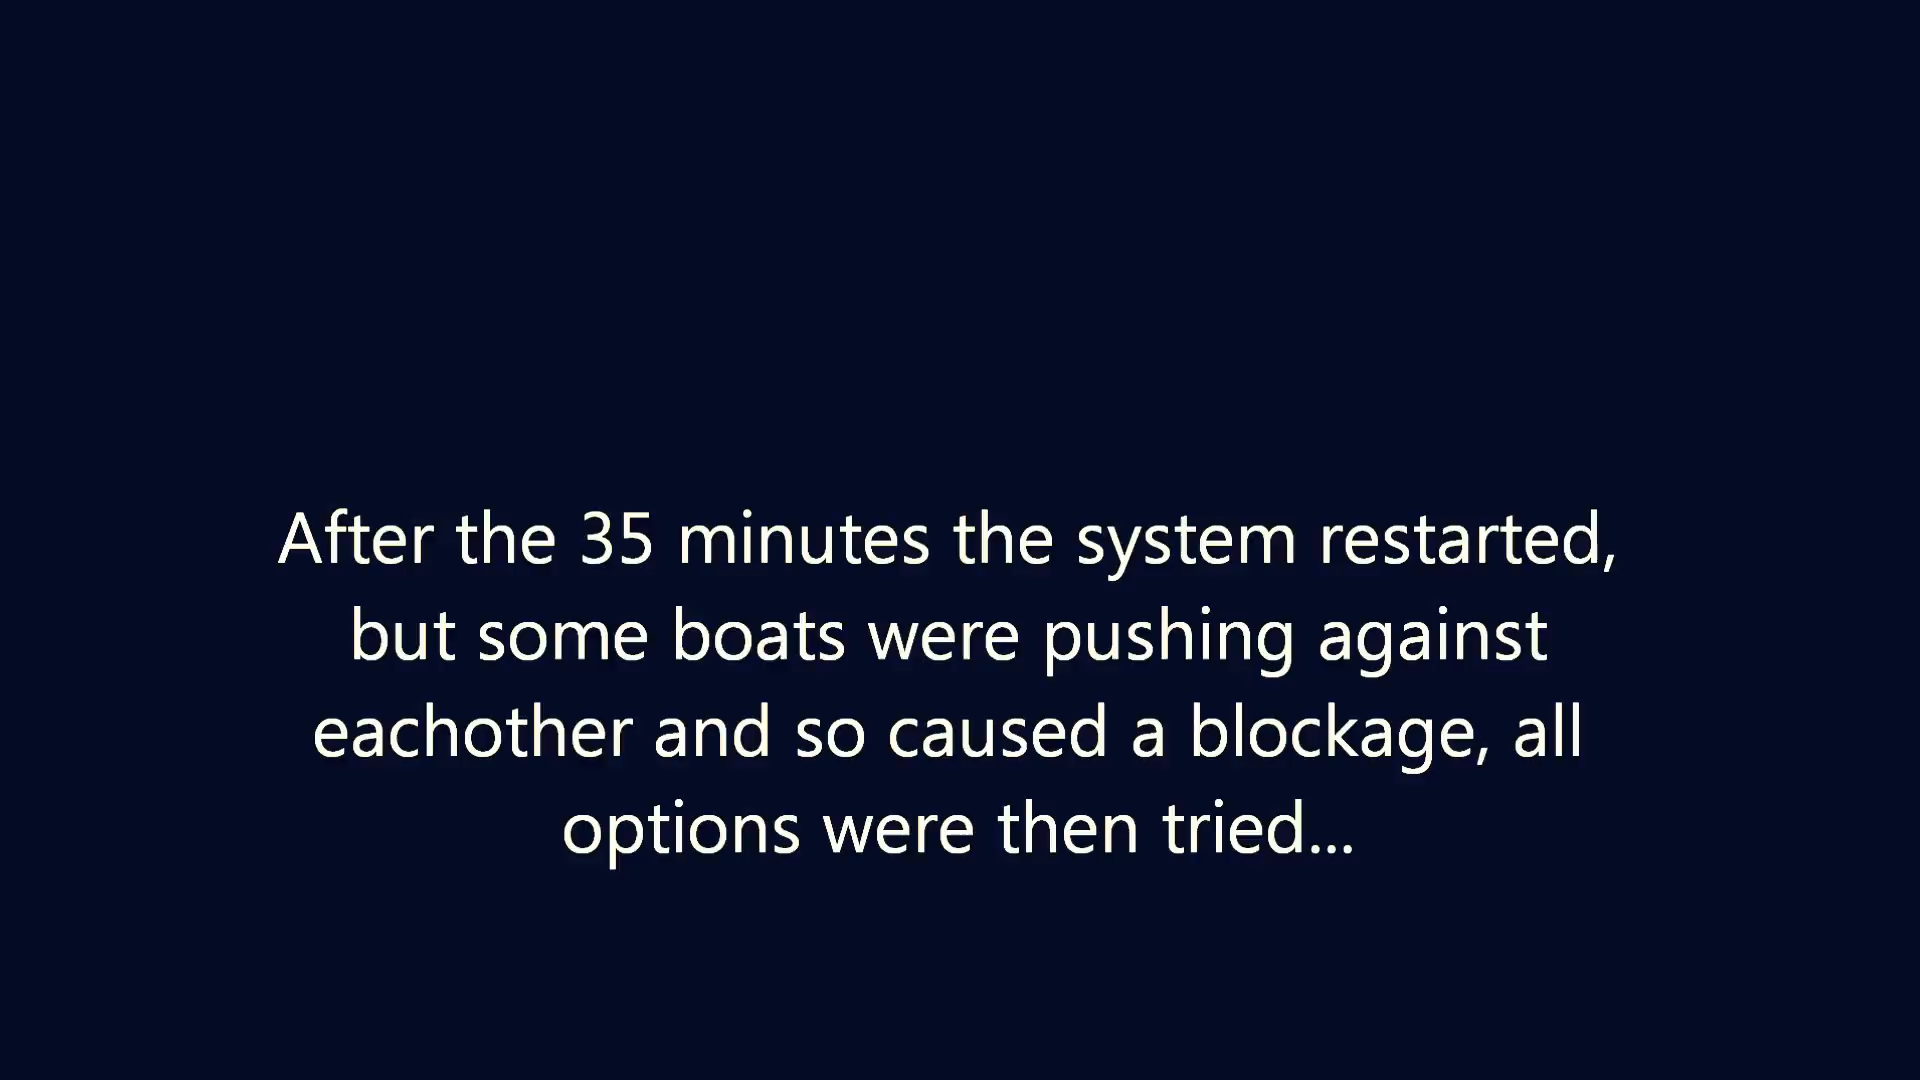 After the 35 minutes the system restarted,
but some boats were pushing against
eachother and so caused a blockage, all
options were then tried...